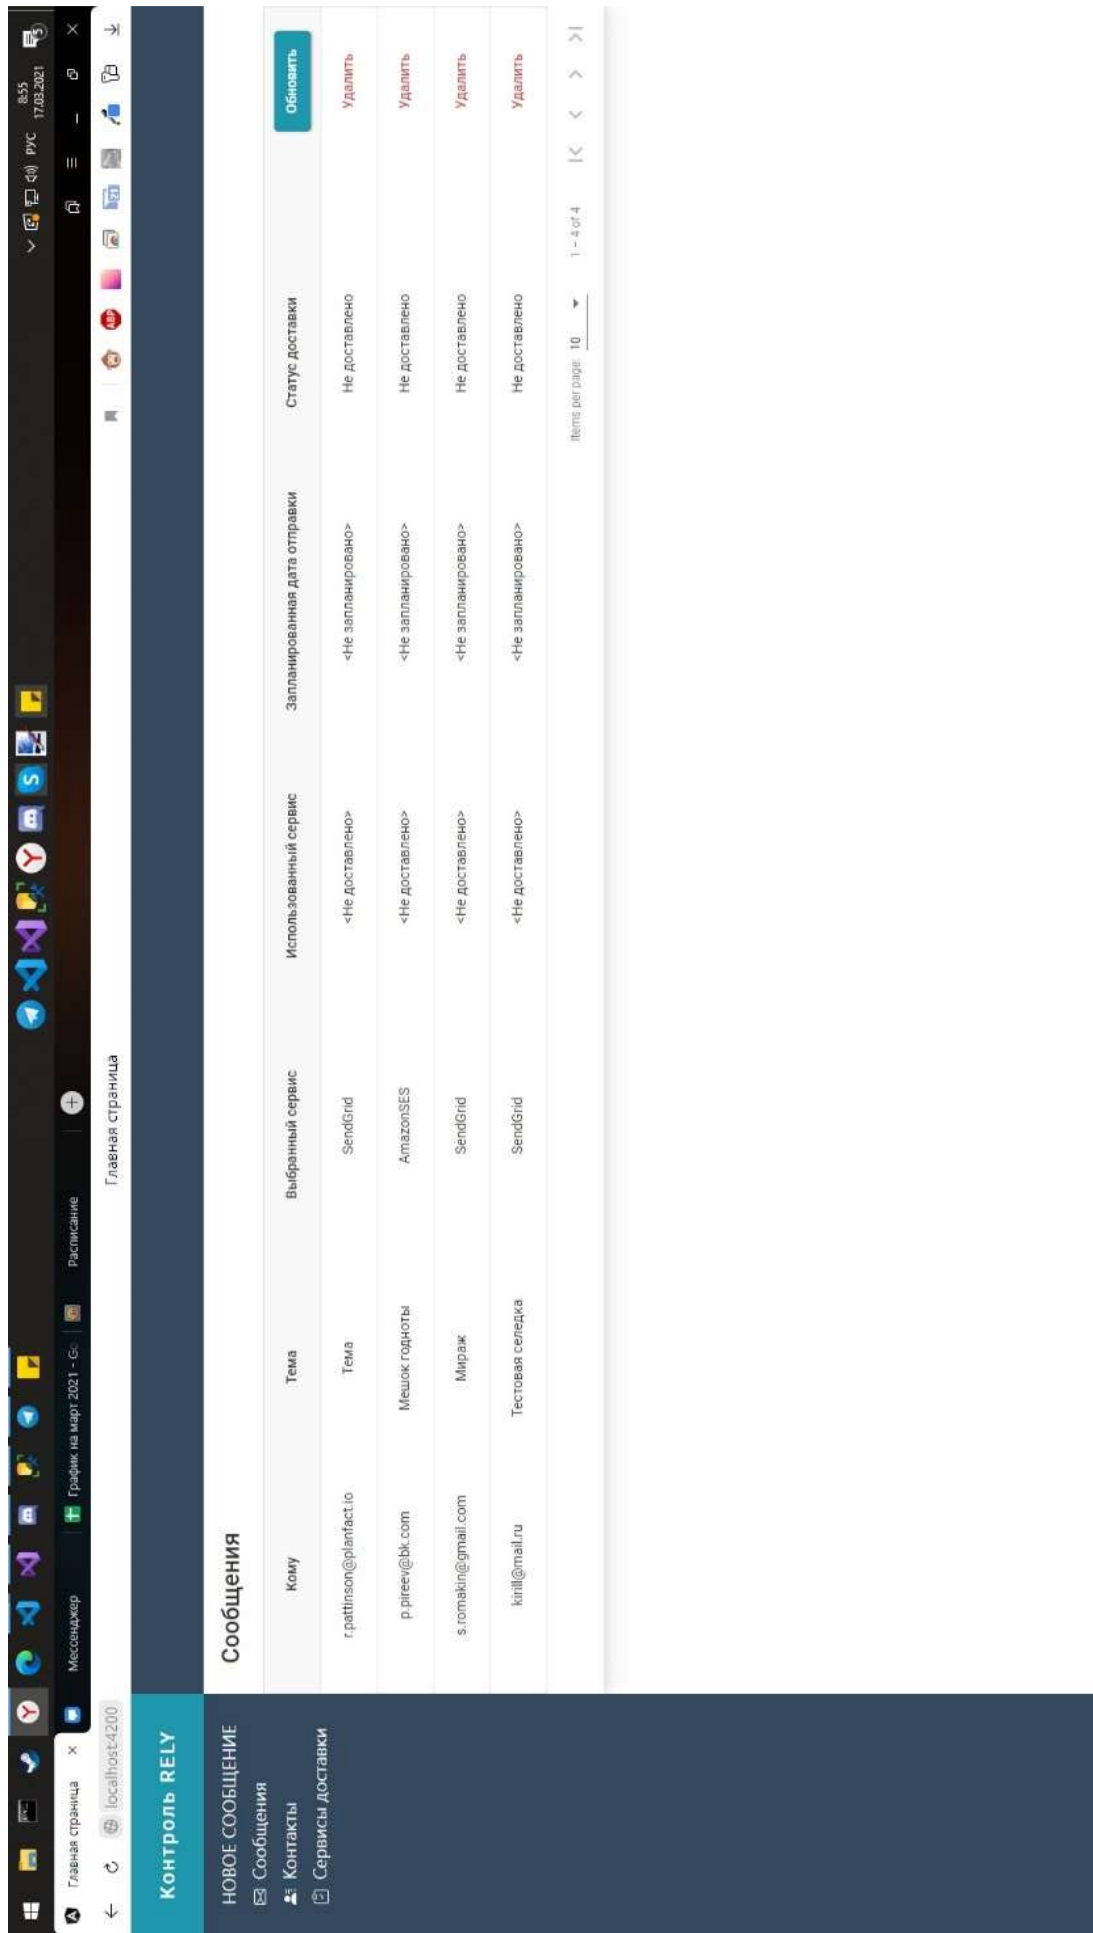 8:55
РУС
17.03.2021
5
Главная страница
Мессенджер
График на март 2021 - Go
Расписание
localhost:4200
Главная страница
ABP
Контроль RELY
НОВОЕ СООБЩЕНИЕ
Сообщения
Контакты
Сервисы доставки
Сообщения
Кому Тема Выбранный сервис Использованный сервис Запланированная дата отправки Статус доставки Обновить
r.pattinson@planfact.io Тема SendGrid <Не доставлено> <Не запланировано> Не доставлено Удалить
p.pireev@bk.com Мешок годноты AmazonSES <Не доставлено> <Не запланировано> Не доставлено Удалить
s.romakin@gmail.com Мираж SendGrid <Не доставлено> <Не запланировано> Не доставлено Удалить
kirill@mail.ru Тестовая селедка SendGrid <Не доставлено> <Не запланировано> Не доставлено Удалить
Items per page: 10 1 – 4 of 4